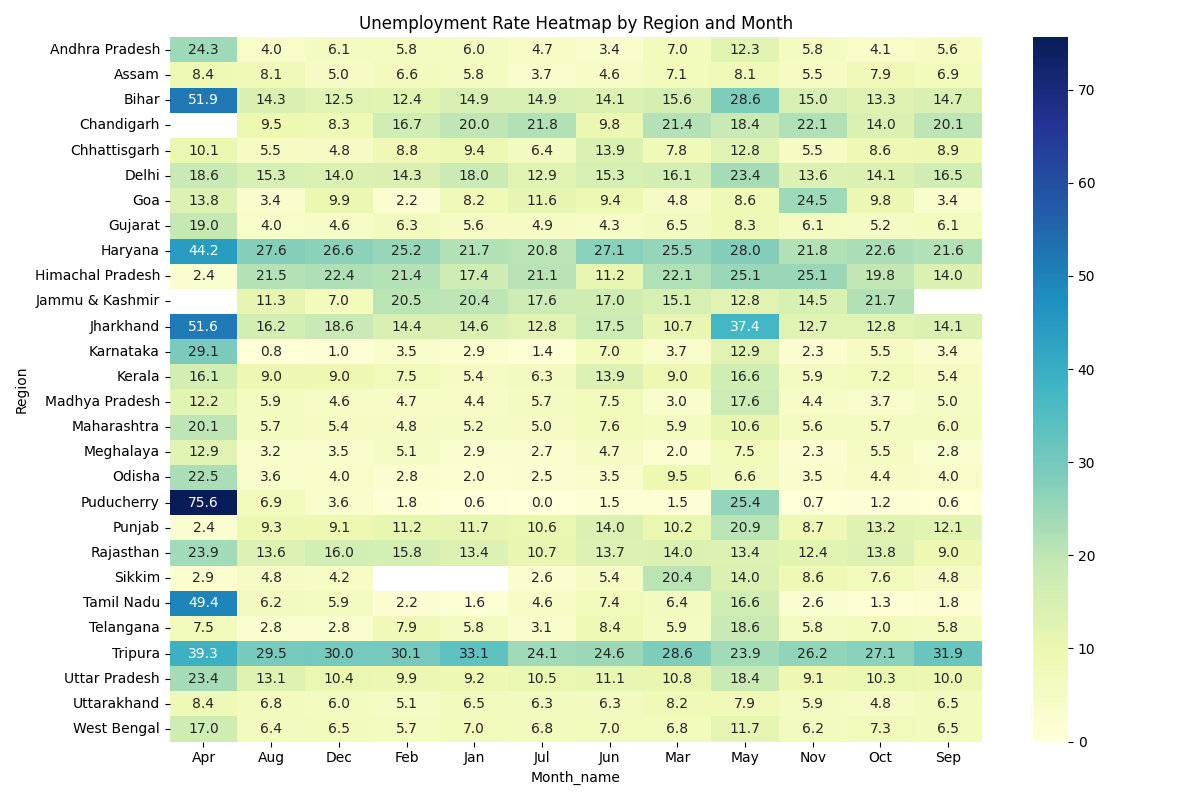 Unemployment Rate Heatmap by Region and Month
Andhra Pradesh 24.3 4.0 6.1 5.8 6.0 4.7 3.4 7.0 12.3 5.8 4.1 5.6
Assam 8.4 8.1 5.0 6.6 5.8 3.7 4.6 7.1 8.1 5.5 7.9 6.9
Bihar 51.9 14.3 12.5 12.4 14.9 14.9 14.1 15.6 28.6 15.0 13.3 14.7
Chandigarh 9.5 8.3 16.7 20.0 21.8 9.8 21.4 18.4 22.1 14.0 20.1
Chhattisgarh 10.1 5.5 4.8 8.8 9.4 6.4 13.9 7.8 12.8 5.5 8.6 8.9
Delhi 18.6 15.3 14.0 14.3 18.0 12.9 15.3 16.1 23.4 13.6 14.1 16.5
Goa 13.8 3.4 9.9 2.2 8.2 11.6 9.4 4.8 8.6 24.5 9.8 3.4
Gujarat 19.0 4.0 4.6 6.3 5.6 4.9 4.3 6.5 8.3 6.1 5.2 6.1
Haryana 44.2 27.6 26.6 25.2 21.7 20.8 27.1 25.5 28.0 21.8 22.6 21.6
Himachal Pradesh 2.4 21.5 22.4 21.4 17.4 21.1 11.2 22.1 25.1 25.1 19.8 14.0
Jammu & Kashmir 11.3 7.0 20.5 20.4 17.6 17.0 15.1 12.8 14.5 21.7
Jharkhand 51.6 16.2 18.6 14.4 14.6 12.8 17.5 10.7 37.4 12.7 12.8 14.1
Karnataka 29.1 0.8 1.0 3.5 2.9 1.4 7.0 3.7 12.9 2.3 5.5 3.4
Kerala 16.1 9.0 9.0 7.5 5.4 6.3 13.9 9.0 16.6 5.9 7.2 5.4
Madhya Pradesh 12.2 5.9 4.6 4.7 4.4 5.7 7.5 3.0 17.6 4.4 3.7 5.0
Maharashtra 20.1 5.7 5.4 4.8 5.2 5.0 7.6 5.9 10.6 5.6 5.7 6.0
Meghalaya 12.9 3.2 3.5 5.1 2.9 2.7 4.7 2.0 7.5 2.3 5.5 2.8
Odisha 22.5 3.6 4.0 2.8 2.0 2.5 3.5 9.5 6.6 3.5 4.4 4.0
Puducherry 75.6 6.9 3.6 1.8 0.6 0.0 1.5 1.5 25.4 0.7 1.2 0.6
Punjab 2.4 9.3 9.1 11.2 11.7 10.6 14.0 10.2 20.9 8.7 13.2 12.1
Rajasthan 23.9 13.6 16.0 15.8 13.4 10.7 13.7 14.0 13.4 12.4 13.8 9.0
Sikkim 2.9 4.8 4.2 2.6 5.4 20.4 14.0 8.6 7.6 4.8
Tamil Nadu 49.4 6.2 5.9 2.2 1.6 4.6 7.4 6.4 16.6 2.6 1.3 1.8
Telangana 7.5 2.8 2.8 7.9 5.8 3.1 8.4 5.9 18.6 5.8 7.0 5.8
Tripura 39.3 29.5 30.0 30.1 33.1 24.1 24.6 28.6 23.9 26.2 27.1 31.9
Uttar Pradesh 23.4 13.1 10.4 9.9 9.2 10.5 11.1 10.8 18.4 9.1 10.3 10.0
Uttarakhand 8.4 6.8 6.0 5.1 6.5 6.3 6.3 8.2 7.9 5.9 4.8 6.5
West Bengal 17.0 6.4 6.5 5.7 7.0 6.8 7.0 6.8 11.7 6.2 7.3 6.5
Apr Aug Dec Feb Jan Jul Jun Mar May Nov Oct Sep
Month_name
Region
70
60
50
40
30
20
10
0